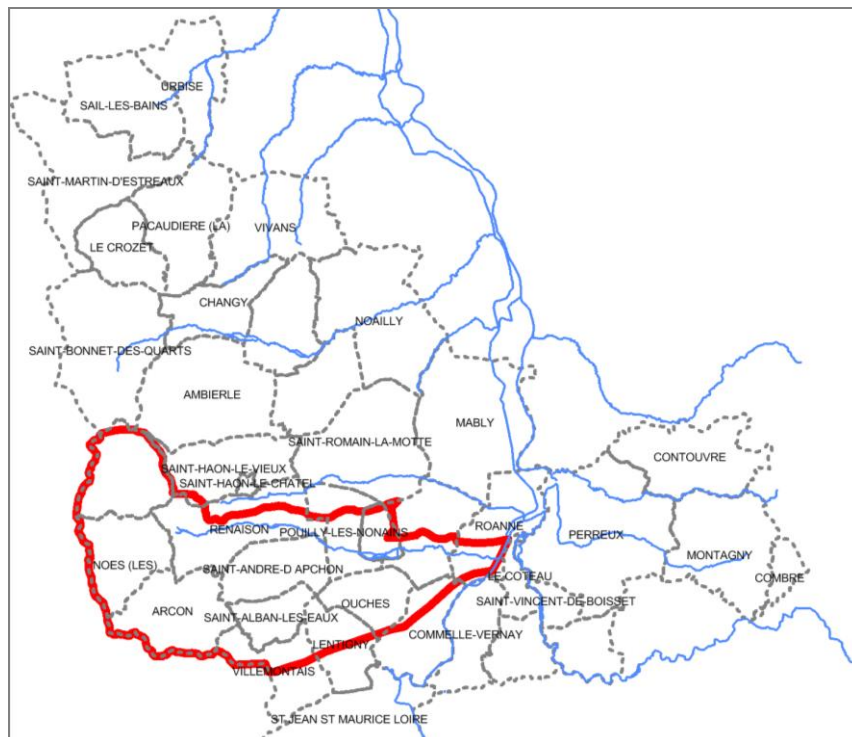 URBISE
SAIL-LES-BAINS
SAINT-MARTIN-D'ESTREAUX
PACAUDIERE (LA)
VIVANS
LE CROZET
CHANGY
NOAILLY
SAINT-BONNET-DES-QUARTS
AMBIERLE
MABLY
SAINT-ROMAIN-LA-MOTTE
CONTOUVRE
SAINT-HAON-LE-VIEUX
SAINT-HAON-LE-CHATEL
ROANNE
RENAISON
POUILLY-LES-NONAINS
PERREUX
MONTAGNY
NOES (LES)
SAINT-ANDRE-D APCHON
LE COTEAU
COMBRE
SAINT-VINCENT-DE-BOISSET
OUCHES
ARCON
SAINT-ALBAN-LES-EAUX
COMMELLE-VERNAY
LENTIGNY
VILLEMONTAIS
ST JEAN ST MAURICE LOIRE